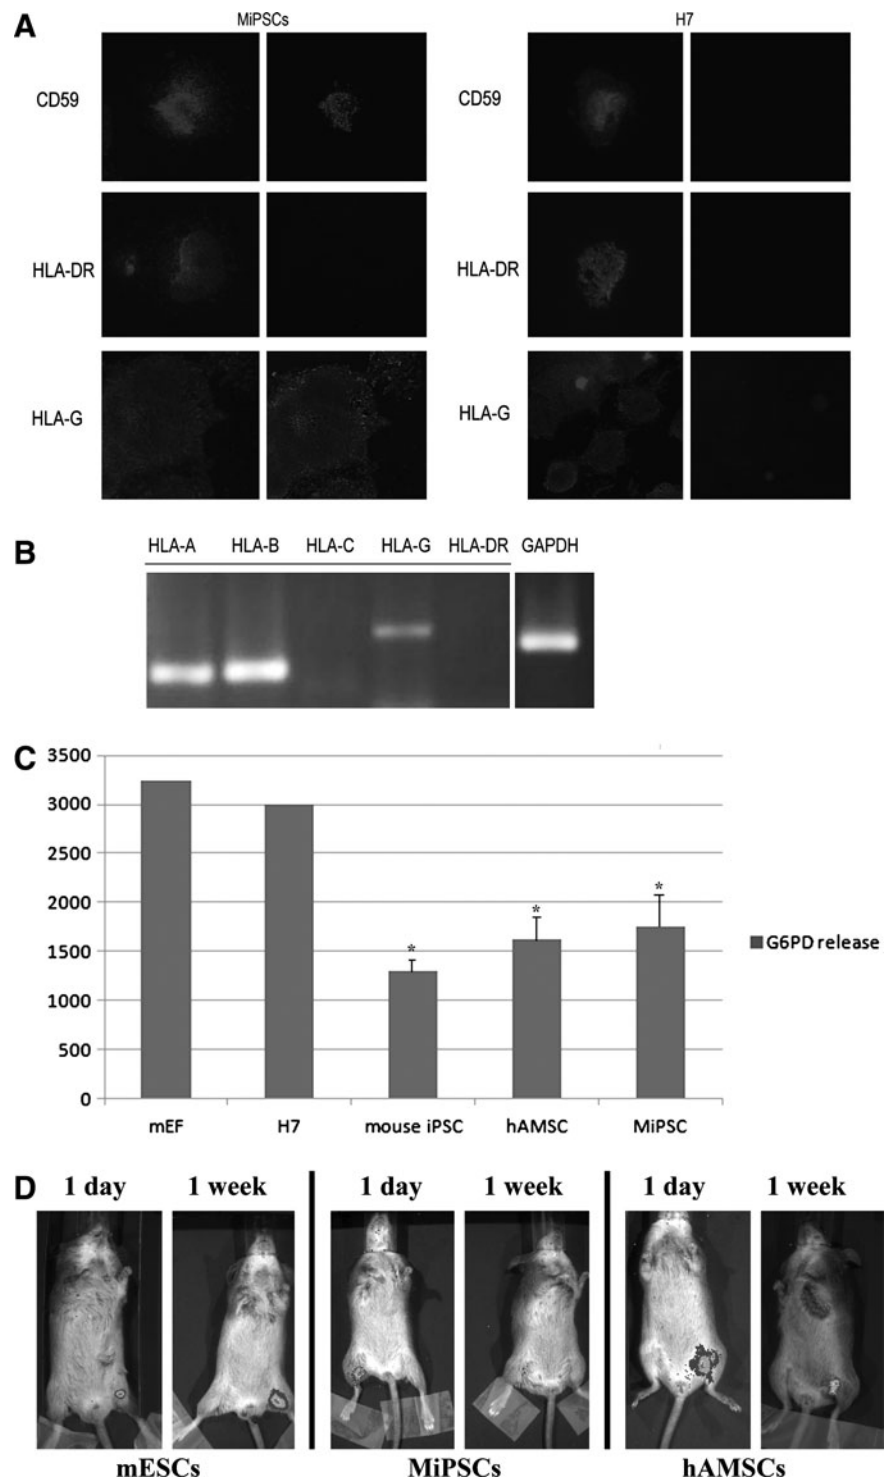 A
MiPSCs
H7
CD59
CD59
HLA-DR
HLA-DR
HLA-G
HLA-G
B
HLA-A HLA-B HLA-C HLA-G HLA-DR GAPDH
C
3500
3000
2500
2000
1500
1000
500
0
* * *
mEF H7 mouse iPSC hAMSC MiPSC
G6PD release
D
1 day 1 week 1 day 1 week 1 day 1 week
mESCs MiPSCs hAMSCs